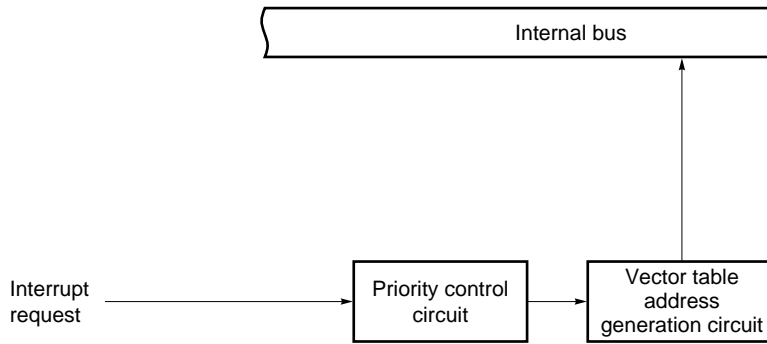 Internal bus
Interrupt
request
Priority control
circuit
Vector table
address
generation circuit